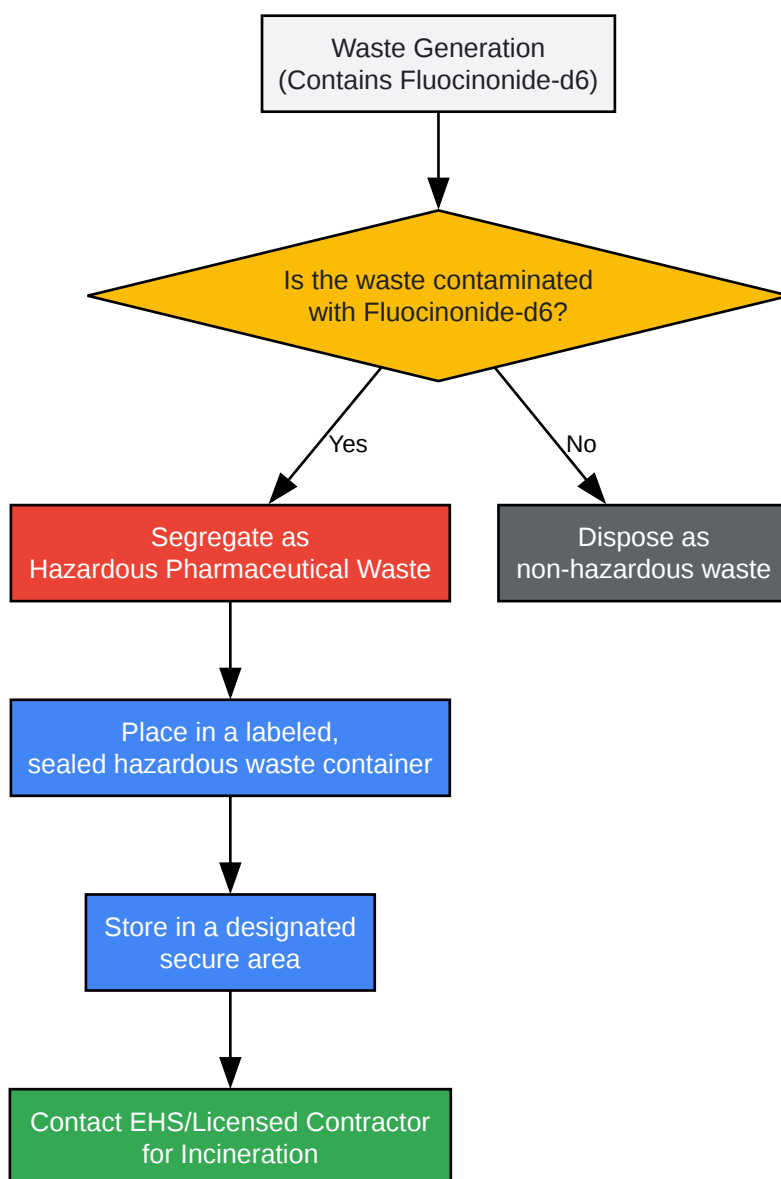 Waste Generation
(Contains Fluocinonide-d6)
Is the waste contaminated
with Fluocinonide-d6?
Yes
No
Segregate as
Hazardous Pharmaceutical Waste
Dispose as
non-hazardous waste
Place in a labeled,
sealed hazardous waste container
Store in a designated
secure area
Contact EHS/Licensed Contractor
for Incineration